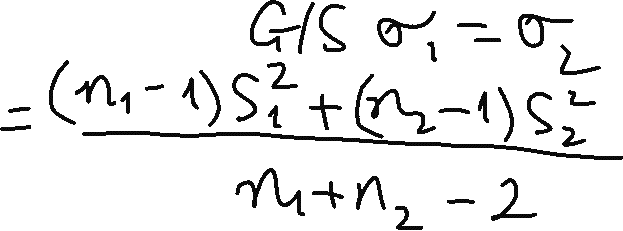 G/S σ₁ = σ₂
= ((n₁ - 1) S₁² + (n₂ - 1) S₂²) / (n₁ + n₂ - 2)